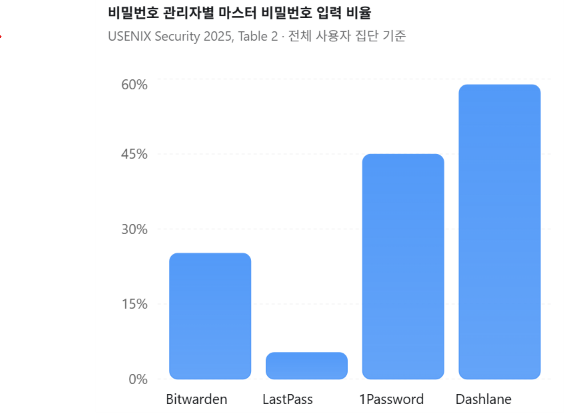 비밀번호 관리자별 마스터 비밀번호 입력 비율
USENIX Security 2025, Table 2 · 전체 사용자 집단 기준
60%
45%
30%
15%
0%
Bitwarden LastPass 1Password Dashlane